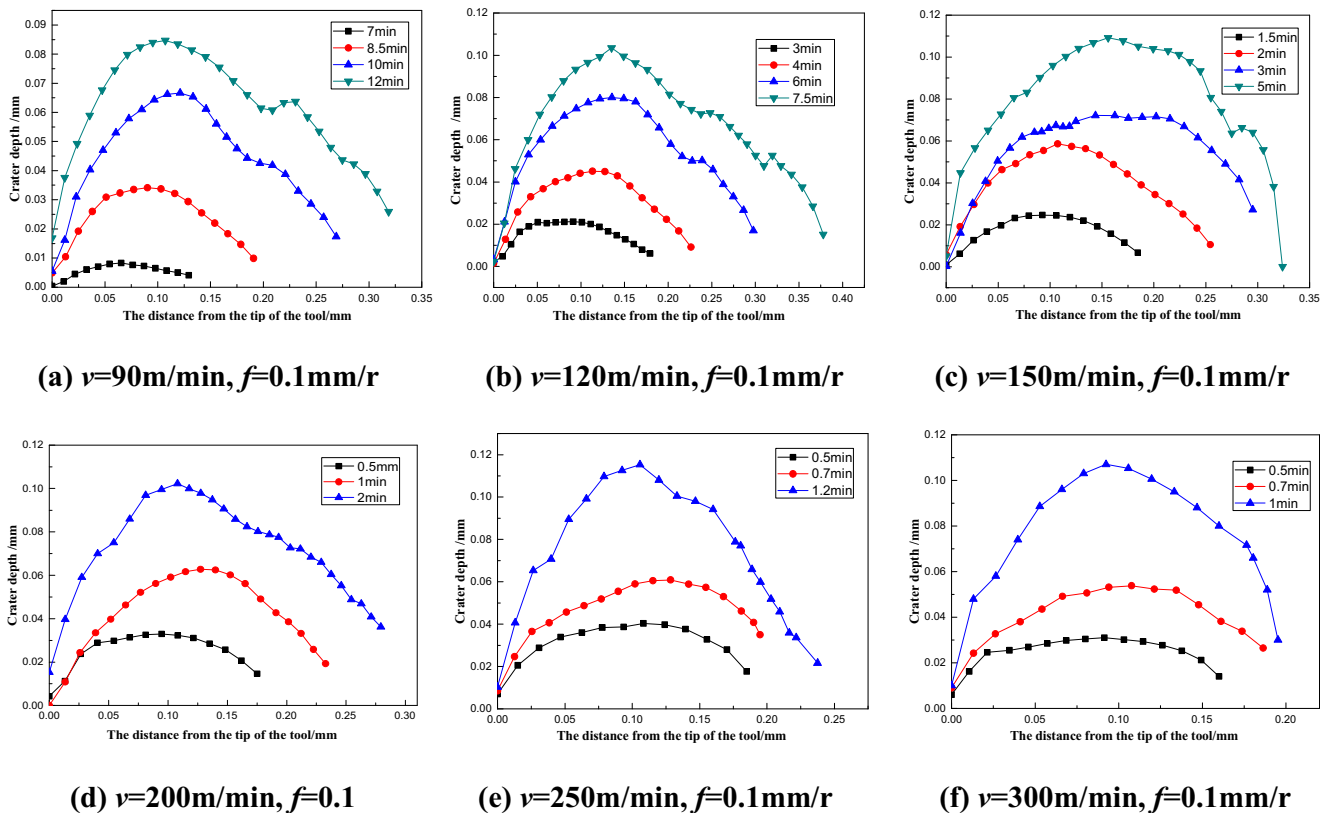 0.09
0.08
0.07
0.06
0.05
0.04
0.03
0.02
0.01
0.00
Crater depth /mm
7min
8.5min
10min
12min
0.00 0.05 0.10 0.15 0.20 0.25 0.30 0.35
The distance from the tip of the tool/mm
(a) v=90m/min, f=0.1mm/r
0.12
0.10
0.08
0.06
0.04
0.02
0.00
Crater depth /mm
3min
4min
6min
7.5min
0.00 0.05 0.10 0.15 0.20 0.25 0.30 0.35 0.40
The distance from the tip of the tool/mm
(b) v=120m/min, f=0.1mm/r
0.12
0.10
0.08
0.06
0.04
0.02
0.00
Crater depth /mm
1.5min
2min
3min
5min
0.00 0.05 0.10 0.15 0.20 0.25 0.30 0.35
The distance from the tip of the tool/mm
(c) v=150m/min, f=0.1mm/r
0.12
0.10
0.08
0.06
0.04
0.02
0.00
Crater depth /mm
0.5mm
1min
2min
0.00 0.05 0.10 0.15 0.20 0.25 0.30
The distance from the tip of the tool/mm
(d) v=200m/min, f=0.1
0.12
0.10
0.08
0.06
0.04
0.02
0.00
Crater depth /mm
0.5min
0.7min
1.2min
0.00 0.05 0.10 0.15 0.20 0.25
The distance from the tip of the tool/mm
(e) v=250m/min, f=0.1mm/r
0.12
0.10
0.08
0.06
0.04
0.02
0.00
Crater depth /mm
0.5min
0.7min
1min
0.00 0.05 0.10 0.15 0.20
The distance from the tip of the tool/mm
(f) v=300m/min, f=0.1mm/r